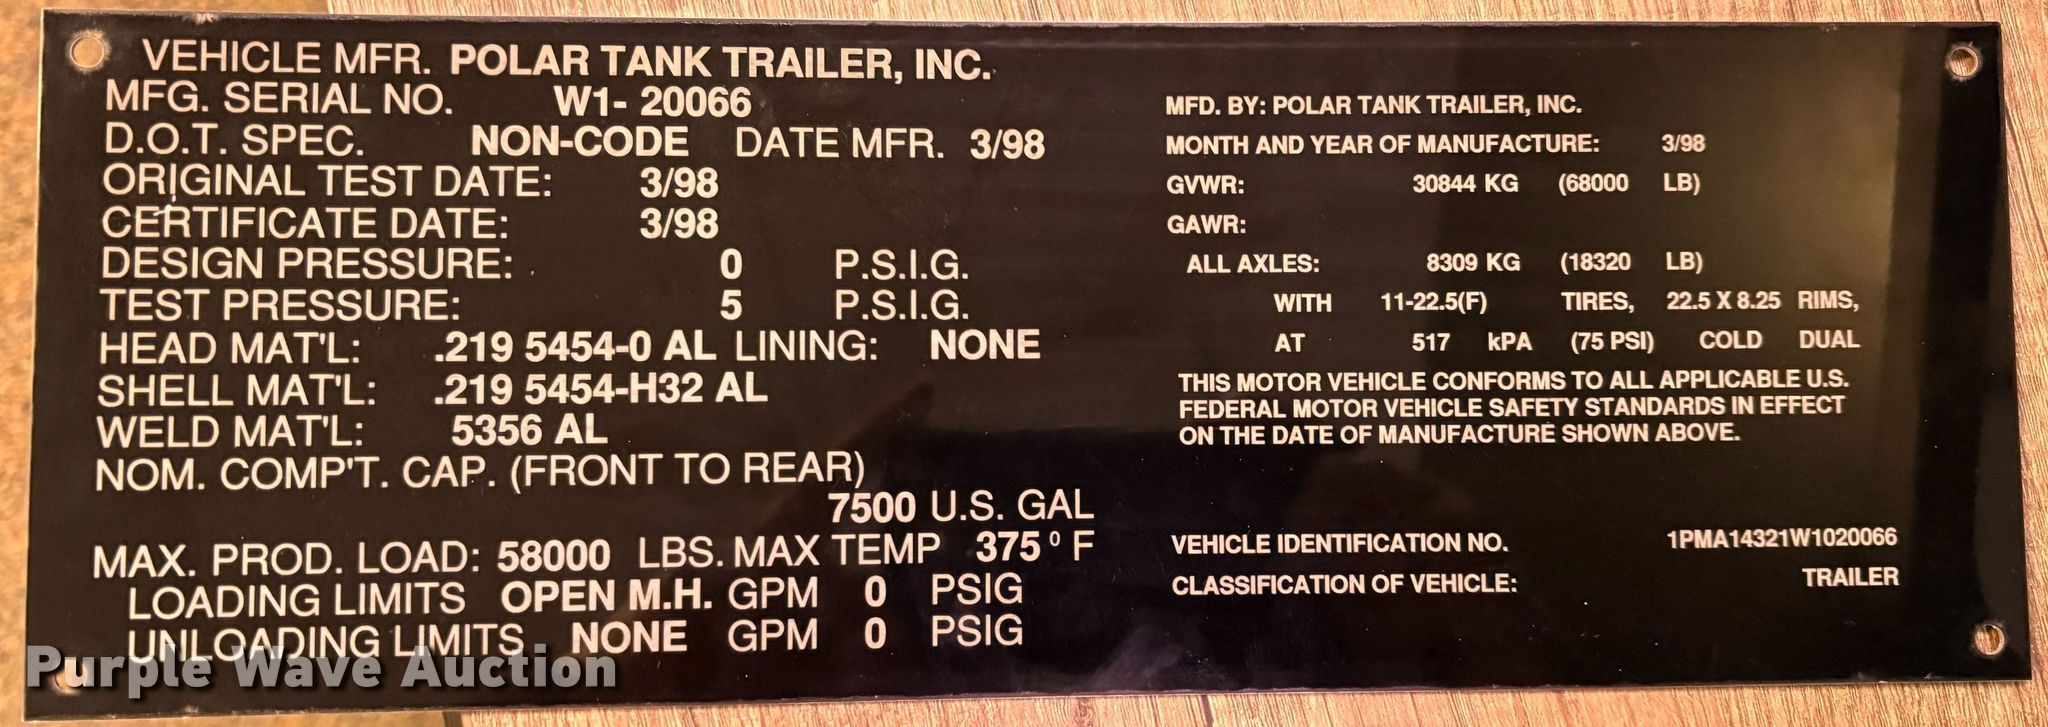 VEHICLE MFR. POLAR TANK TRAILER, INC.
MFG. SERIAL NO. W1- 20066
D.O.T. SPEC. NON-CODE DATE MFR. 3/98
ORIGINAL TEST DATE: 3/98
CERTIFICATE DATE: 3/98
DESIGN PRESSURE: 0 P.S.I.G.
TEST PRESSURE: 5 P.S.I.G.
HEAD MAT'L: .219 5454-0 AL LINING: NONE
SHELL MAT'L: .219 5454-H32 AL
WELD MAT'L: 5356 AL
NOM. COMP'T. CAP. (FRONT TO REAR)
7500 U.S. GAL
MAX. PROD. LOAD: 58000 LBS. MAX TEMP 375 º F
LOADING LIMITS OPEN M.H. GPM 0 PSIG
UNLOADING LIMITS NONE GPM 0 PSIG
MFD. BY: POLAR TANK TRAILER, INC.
MONTH AND YEAR OF MANUFACTURE: 3/98
GVWR: 30844 KG (68000 LB)
GAWR:
ALL AXLES: 8309 KG (18320 LB)
WITH 11-22.5(F) TIRES, 22.5 X 8.25 RIMS,
AT 517 kPA (75 PSI) COLD DUAL
THIS MOTOR VEHICLE CONFORMS TO ALL APPLICABLE U.S.
FEDERAL MOTOR VEHICLE SAFETY STANDARDS IN EFFECT
ON THE DATE OF MANUFACTURE SHOWN ABOVE.
VEHICLE IDENTIFICATION NO. 1PMA14321W1020066
CLASSIFICATION OF VEHICLE: TRAILER
Purple Wave Auction